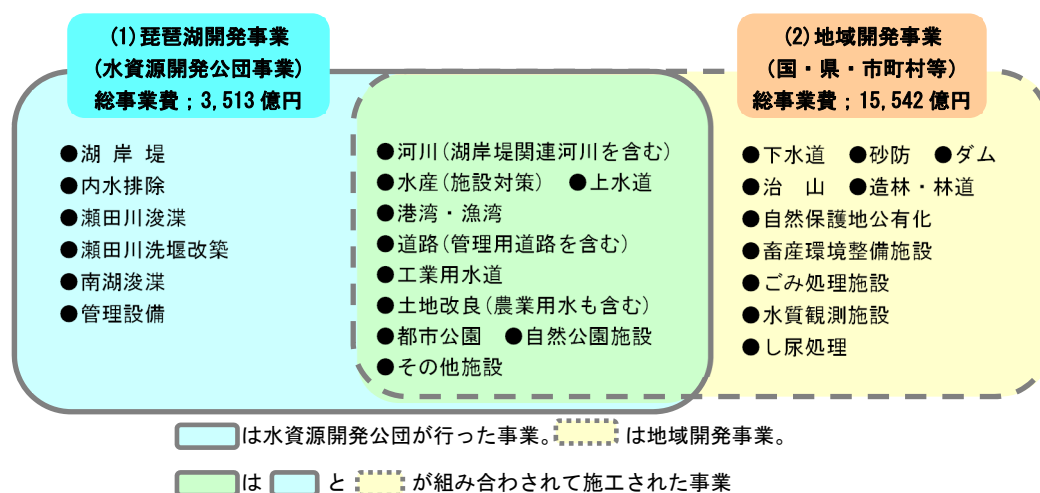 (1)琵琶湖開発事業
(水資源開発公団事業)
総事業費；3,513億円
(2)地域開発事業
(国・県・市町村等)
総事業費；15,542億円
●湖 岸 堤
●内水排除
●瀬田川浚渫
●瀬田川洗堰改築
●南湖浚渫
●管理設備
●河川(湖岸堤関連河川を含む)
●水産(施設対策) ●上水道
●港湾・漁湾
●道路(管理用道路を含む)
●工業用水道
●土地改良(農業用水も含む)
●都市公園 ●自然公園施設
●その他施設
●下水道 ●砂防 ●ダム
●治 山 ●造林・林道
●自然保護地公有化
●畜産環境整備施設
●ごみ処理施設
●水質観測施設
●し尿処理
は水資源開発公団が行った事業。 は地域開発事業。
は と が組み合わされて施工された事業